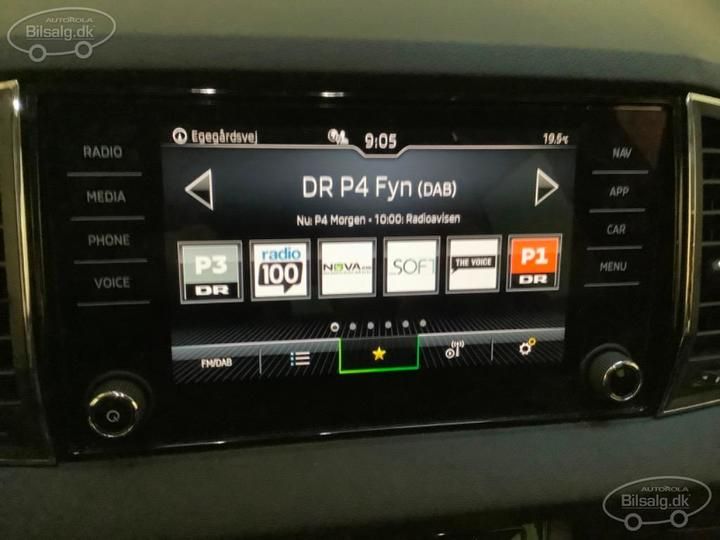 AUTOROLA
Bilsalg.dk
Egegårdsvej
9:05
19.5°C
RADIO
MEDIA
PHONE
VOICE
NAV
APP
CAR
MENU
DR P4 Fyn (DAB)
Nu: P4 Morgen - 10:00: Radioavisen
P3
DR
radio
100
NOVA
SOFT
THE VOICE
P1
DR
FM/DAB
AUTOROLA
Bilsalg.dk